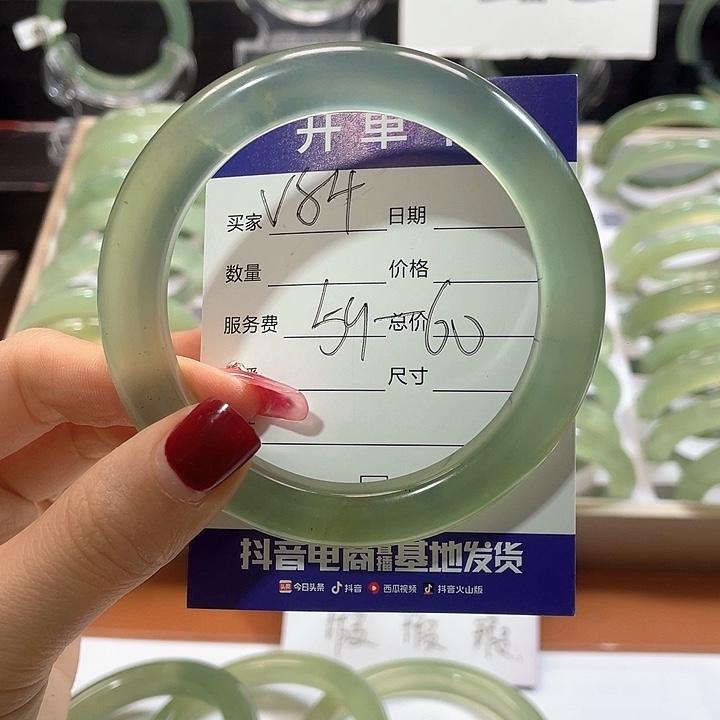 开单卡
买家 V84 日期
数量 价格
服务费 54-60 总价
尺寸
抖音电商直播基地发货
今日头条 抖音 西瓜视频 抖音火山版